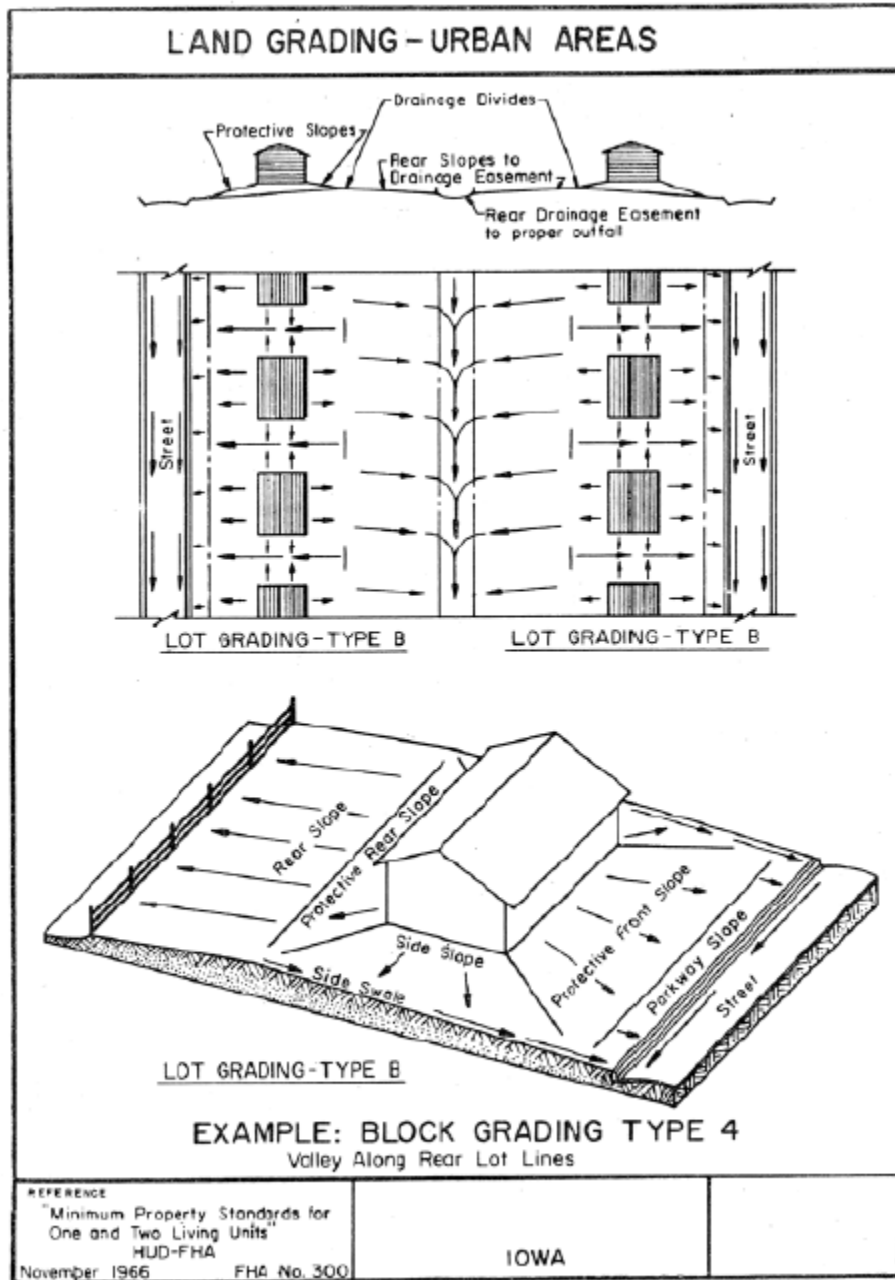 LAND GRADING-URBAN AREAS
Drainage Divides
Protective Slopes
Rear Slopes to
Drainage Easement
Rear Drainage Easement
to proper outfall
Street
Street
LOT GRADING-TYPE B
LOT GRADING-TYPE B
Rear Slope
Protective Rear Slope
Side Slope
Side Swale
Protective Front Slope
Parkway Slope
Street
LOT GRADING-TYPE B
EXAMPLE: BLOCK GRADING TYPE 4
Valley Along Rear Lot Lines
REFERENCE
"Minimum Property Standards for
One and Two Living Units"
HUD-FHA
November 1966 FHA No. 300
IOWA